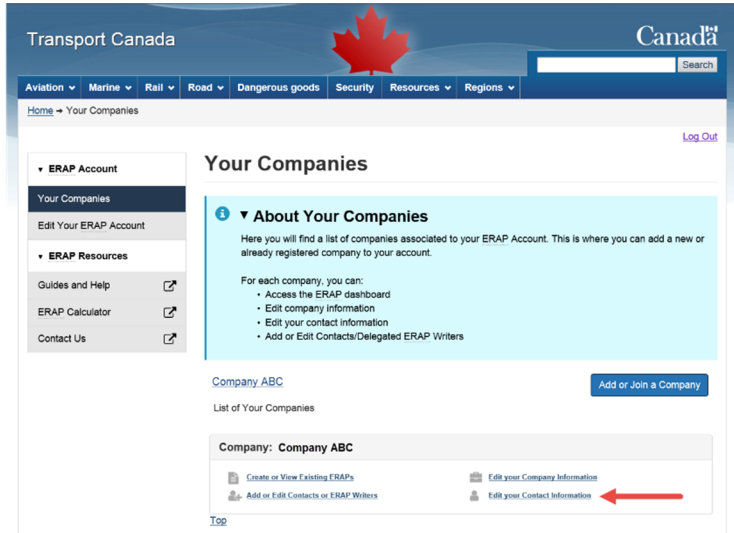 Transport Canada
Canada
Search
Aviation Marine Rail Road Dangerous goods Security Resources Regions
Home → Your Companies
Log Out
▼ ERAP Account
Your Companies
Edit Your ERAP Account
▼ ERAP Resources
Guides and Help
ERAP Calculator
Contact Us
Your Companies
▼ About Your Companies
Here you will find a list of companies associated to your ERAP Account. This is where you can add a new or
already registered company to your account.
For each company, you can:
• Access the ERAP dashboard
• Edit company information
• Edit your contact information
• Add or Edit Contacts/Delegated ERAP Writers
Company ABC
Add or Join a Company
List of Your Companies
Company: Company ABC
Create or View Existing ERAPs
Edit your Company Information
Add or Edit Contacts or ERAP Writers
Edit your Contact Information
Top